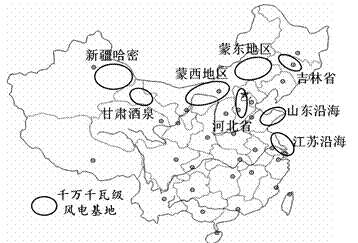 新疆哈密
蒙东地区
蒙西地区
吉林省
甘肃酒泉
山东沿海
河北省
江苏沿海
千万千瓦级
风电基地